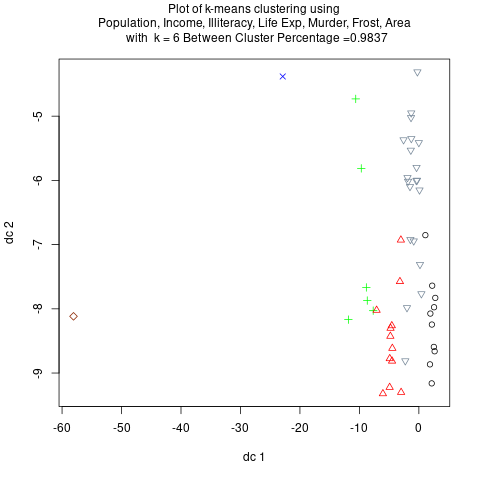 Plot of k-means clustering using
Population, Income, Illiteracy, Life Exp, Murder, Frost, Area
with k = 6 Between Cluster Percentage =0.9837
-5
-6
-7
-8
-9
dc 2
-60 -50 -40 -30 -20 -10 0
dc 1